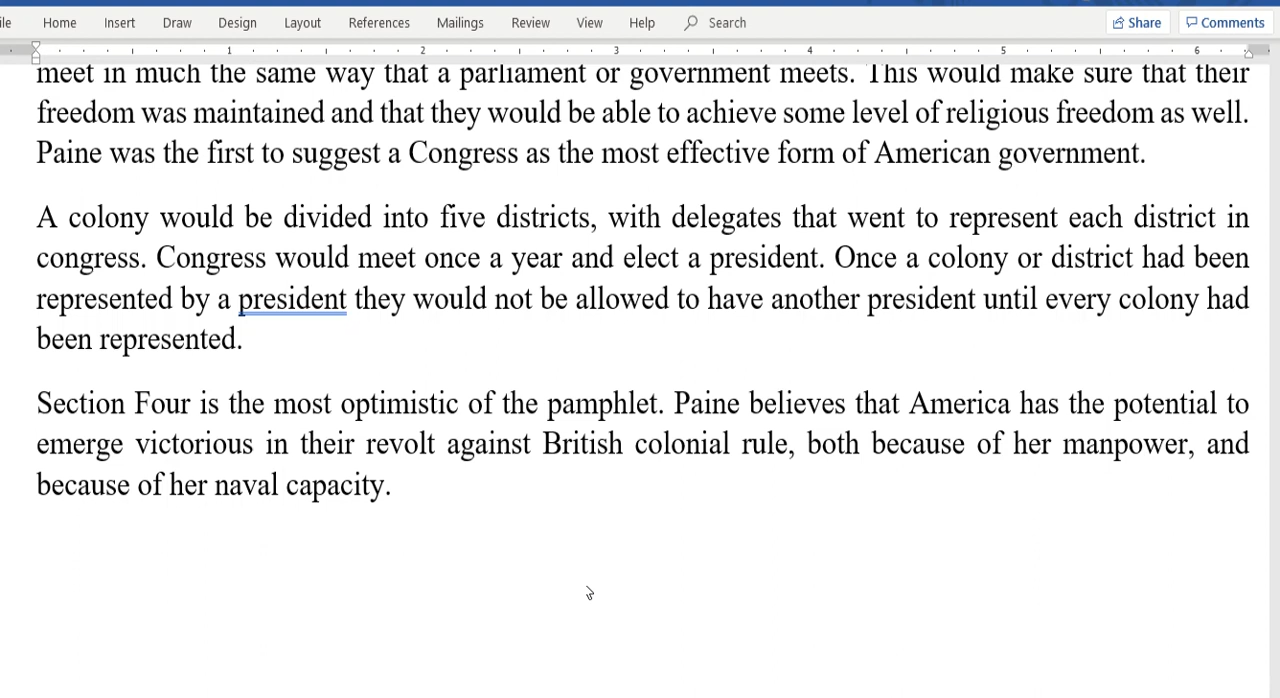 Home Insert Draw Design Layout References Mailings Review View Help Search Share Comments
1 2 3 4 5 6
meet in much the same way that a parliament or government meets. This would make sure that their
freedom was maintained and that they would be able to achieve some level of religious freedom as well.
Paine was the first to suggest a Congress as the most effective form of American government.
A colony would be divided into five districts, with delegates that went to represent each district in
congress. Congress would meet once a year and elect a president. Once a colony or district had been
represented by a president they would not be allowed to have another president until every colony had
been represented.
Section Four is the most optimistic of the pamphlet. Paine believes that America has the potential to
emerge victorious in their revolt against British colonial rule, both because of her manpower, and
because of her naval capacity.